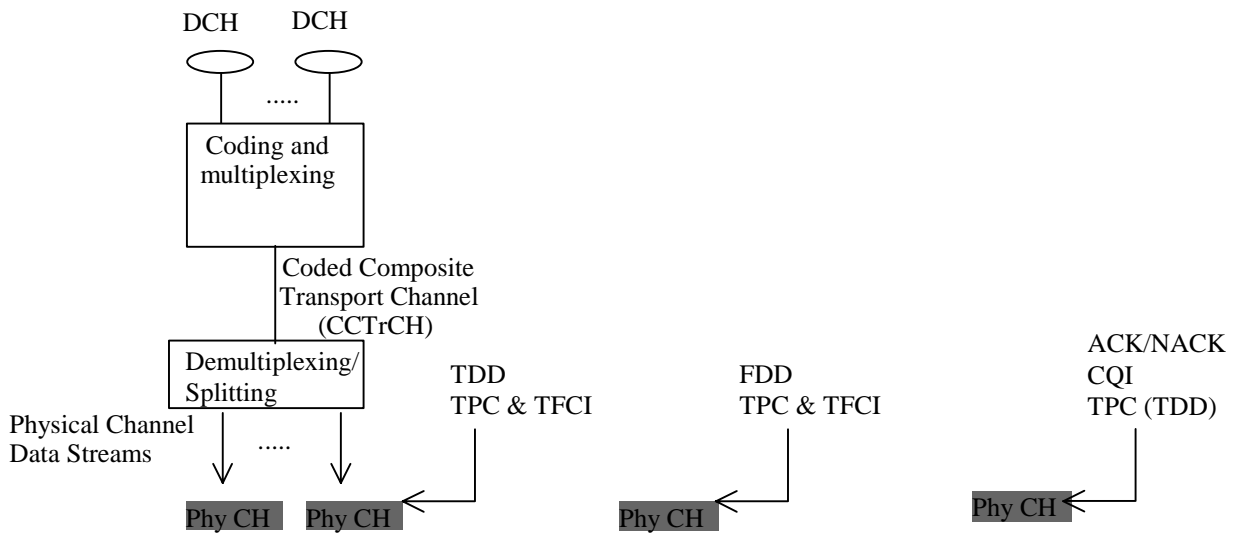 DCH DCH
.....
Coding and
multiplexing
Coded Composite
Transport Channel
(CCTrCH)
Demultiplexing/
Splitting
Physical Channel
Data Streams
.....
TDD
TPC & TFCI
FDD
TPC & TFCI
ACK/NACK
CQI
TPC (TDD)
Phy CH Phy CH Phy CH Phy CH